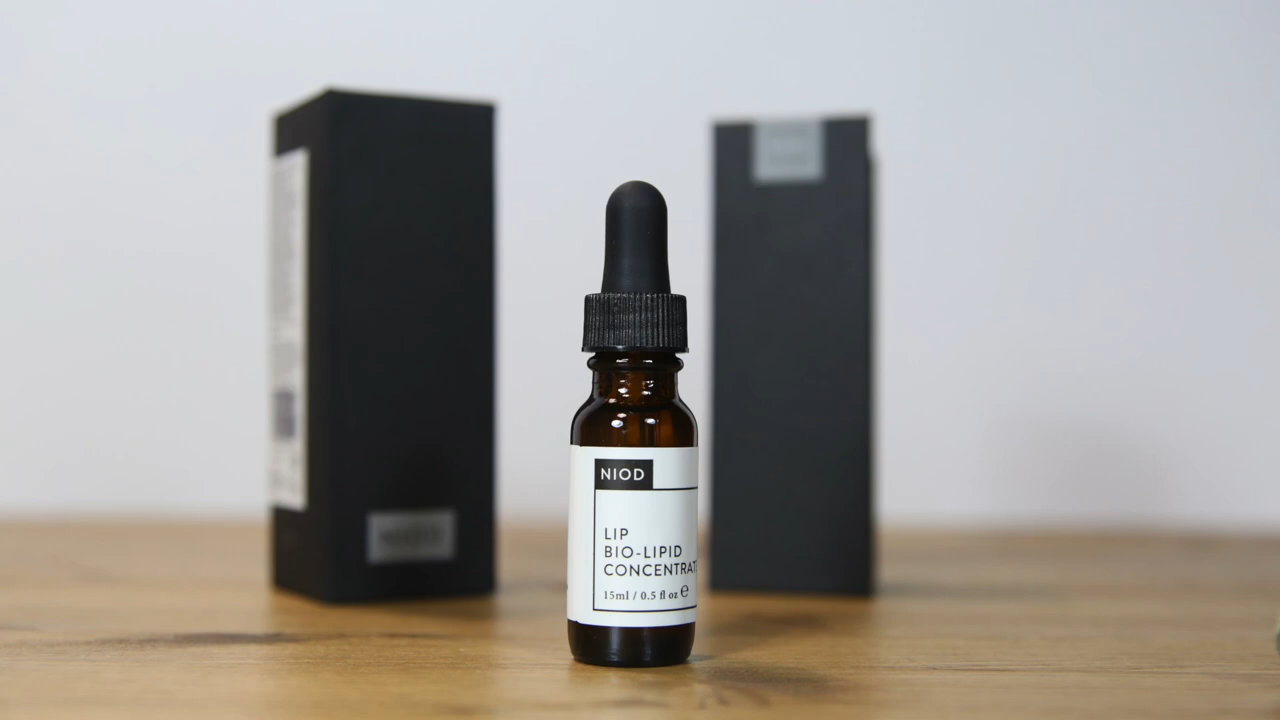 NIOD
LIP
BIO-LIPID
CONCENTRAT
15ml / 0.5 fl oz ℮